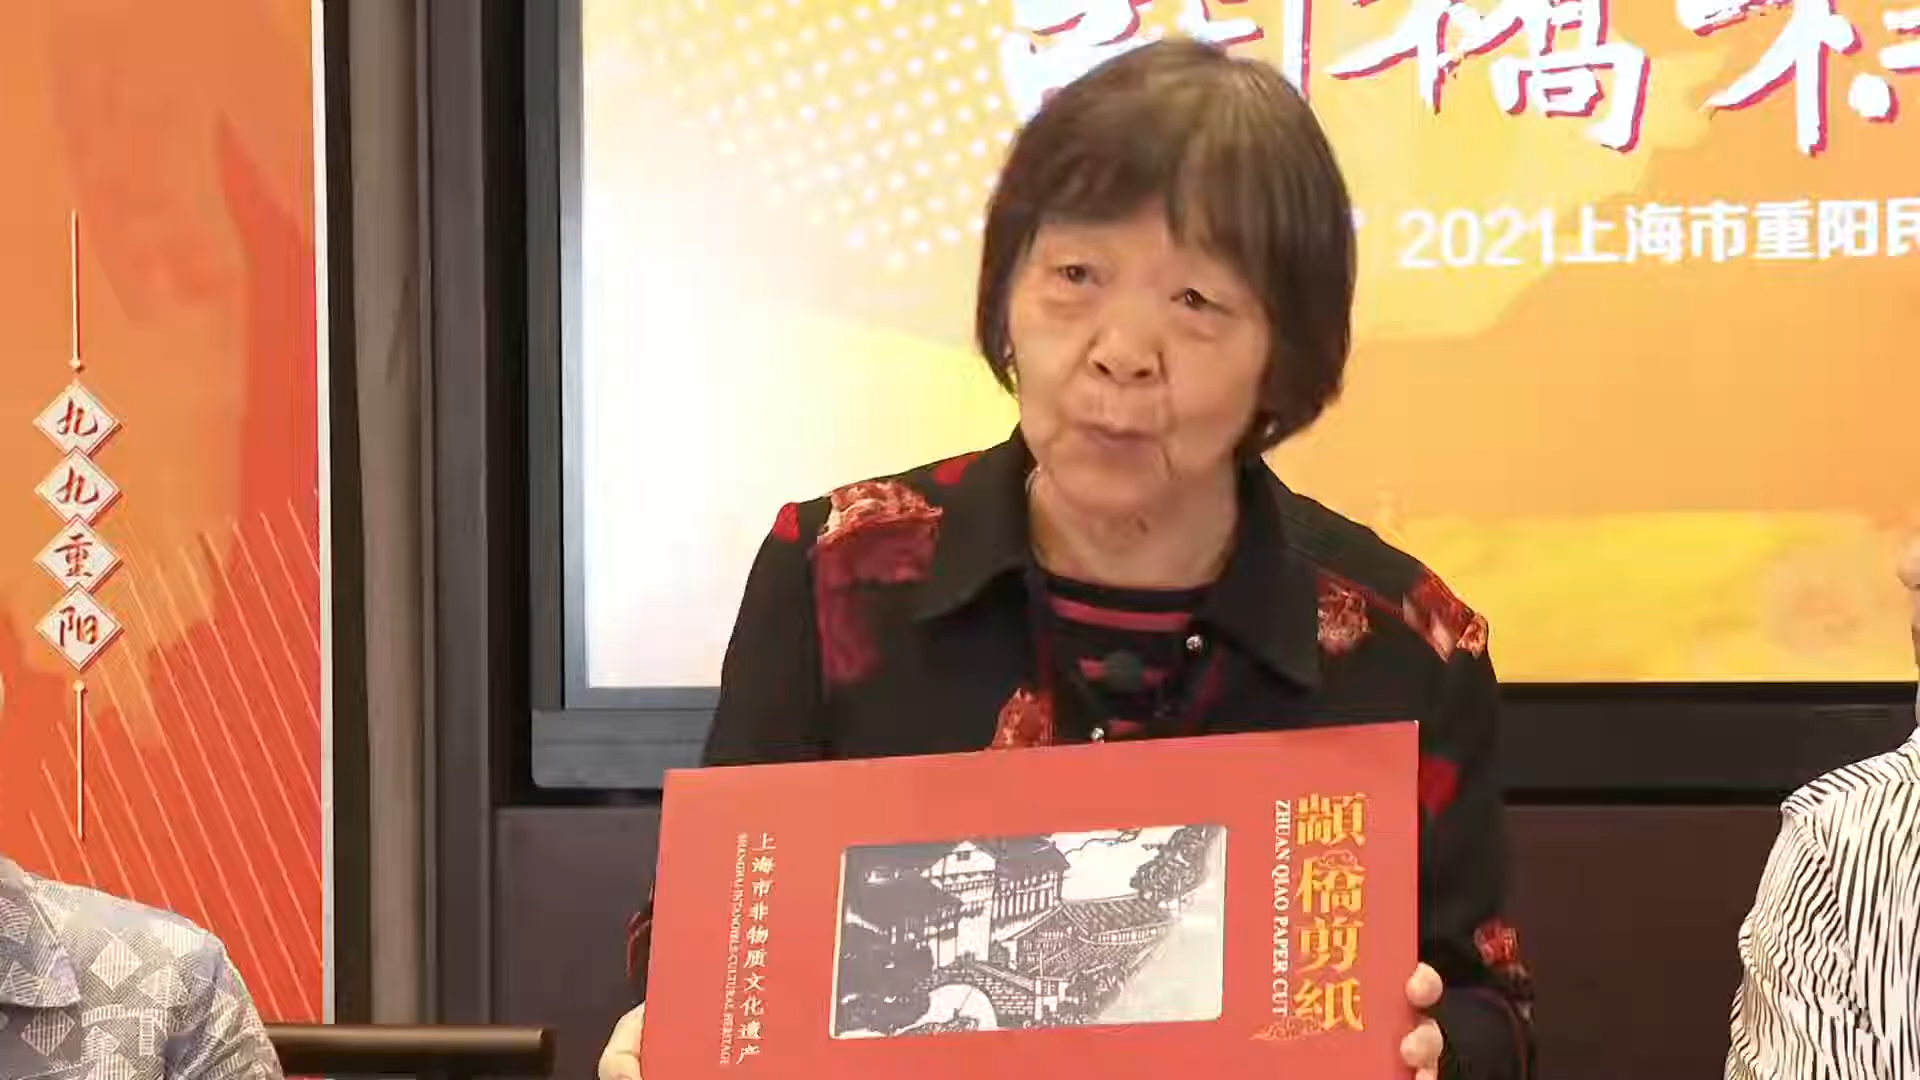 九九重阳
2021上海市重阳民
顓橋剪紙
ZHUAN QIAO PAPER CUT
上海市非物质文化遗产
SHANGHAI INTANGIBLE CULTURAL HERITAGE